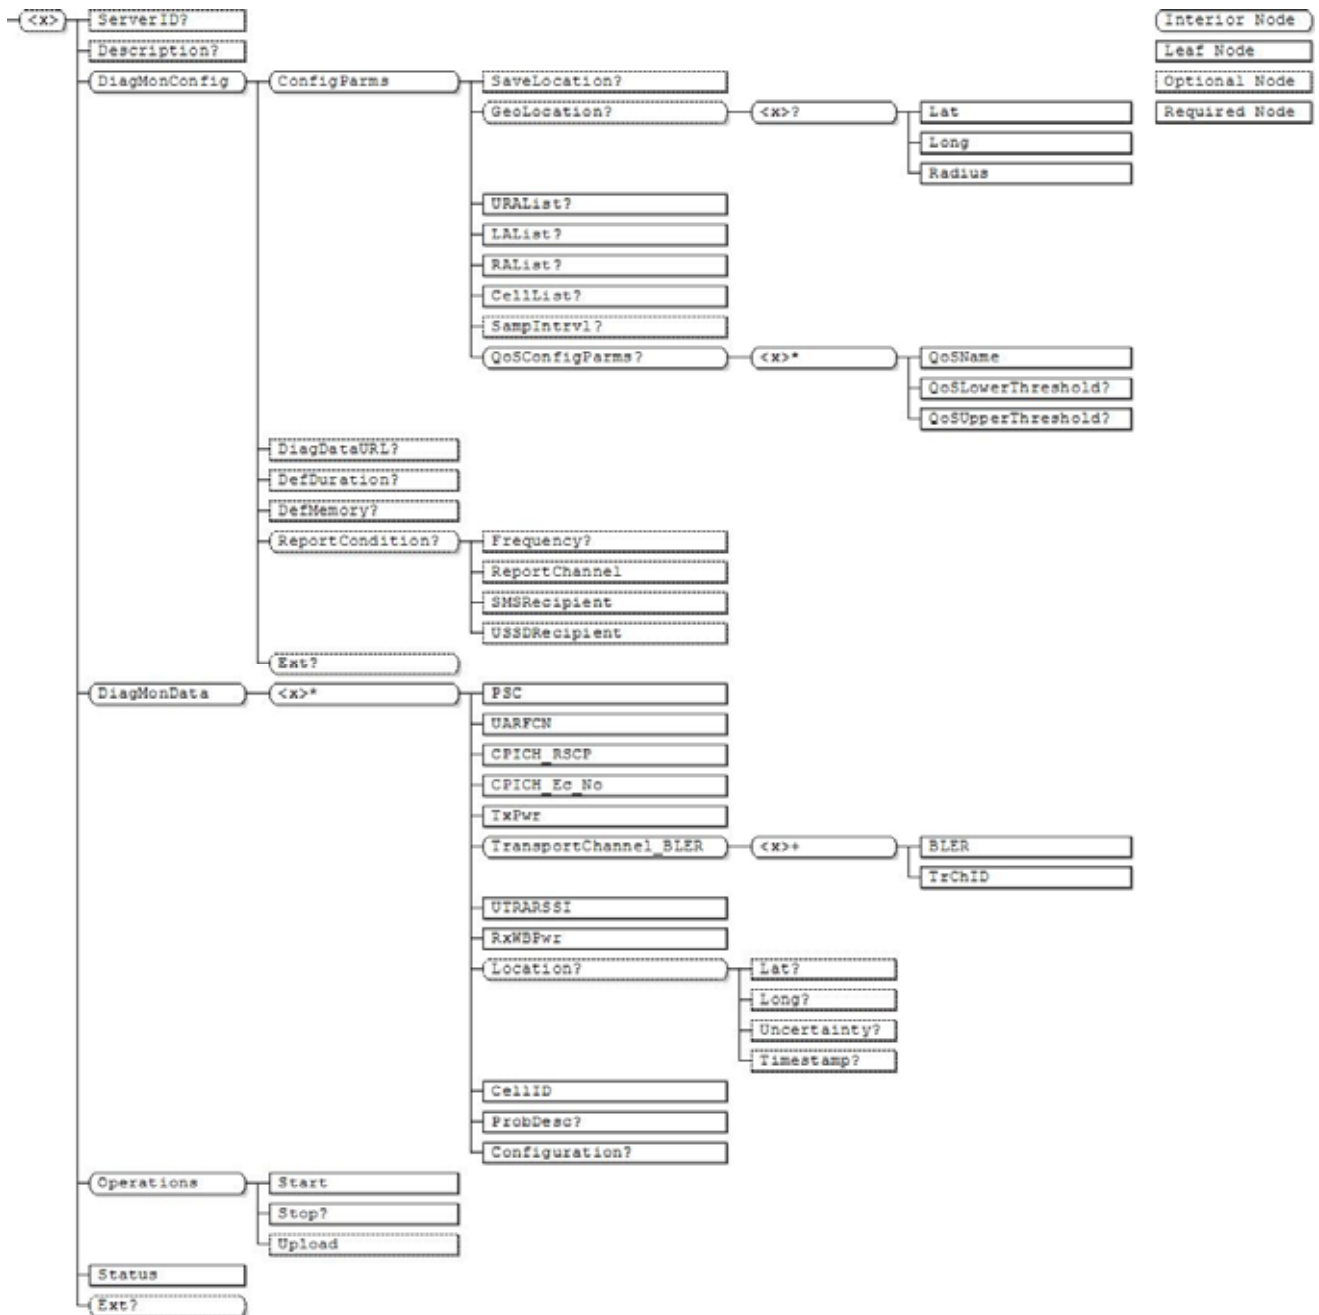 <x> ServerID? Interior Node
Description? Leaf Node
DiagMonConfig ConfigParms SaveLocation? Optional Node
GeoLocation? <x>? Lat Required Node
Long
Radius
URAList?
LAList?
RAList?
CellList?
SampIntrvl?
QoSConfigParms? <x>* QoSName
QoSLowerThreshold?
QoSUpperThreshold?
DiagDataURL?
DefDuration?
DefMemory?
ReportCondition? Frequency?
ReportChannel
SMSRecipient
USSDRecipient
Ext?
DiagMonData <x>* PSC
UARFCN
CPICH_RSCP
CPICH_Ec_No
TxPwr
TransportChannel_BLER <x>+ BLER
TrChID
UTRARSSI
RxWBPwr
Location? Lat?
Long?
Uncertainty?
Timestamp?
CellID
ProbDesc?
Configuration?
Operations Start
Stop?
Upload
Status
Ext?